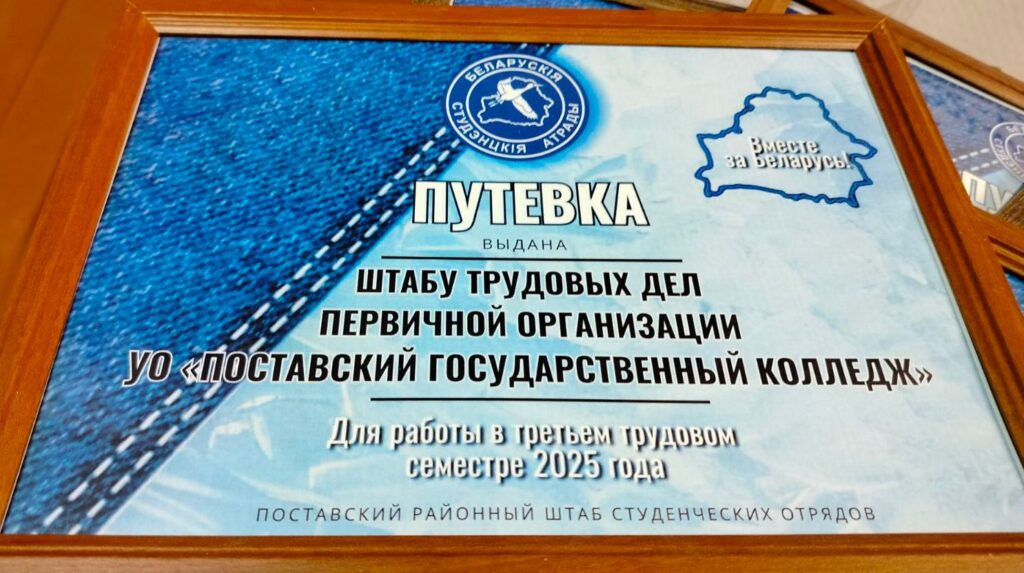 БЕЛАРУСКІЯ
СТУДЭНЦКІЯ АТРАДЫ
Вместе
за Беларусь!
ПУТЕВКА
ВЫДАНА
ШТАБУ ТРУДОВЫХ ДЕЛ
ПЕРВИЧНОЙ ОРГАНИЗАЦИИ
УО «ПОСТАВСКИЙ ГОСУДАРСТВЕННЫЙ КОЛЛЕДЖ»
Для работы в третьем трудовом
семестре 2025 года
ПОСТАВСКИЙ РАЙОННЫЙ ШТАБ СТУДЕНЧЕСКИХ ОТРЯДОВ
ПУ